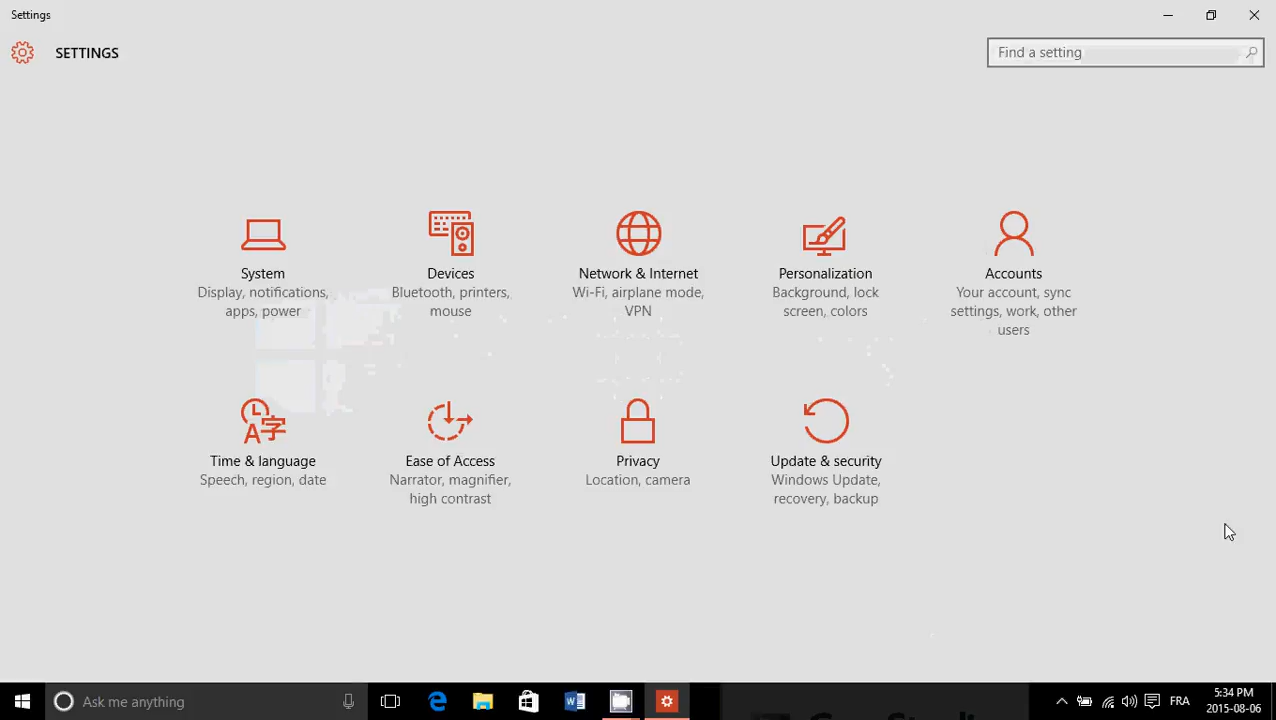 Settings
SETTINGS
Find a setting
System
Display, notifications,
apps, power
Devices
Bluetooth, printers,
mouse
Network & Internet
Wi-Fi, airplane mode,
VPN
Personalization
Background, lock
screen, colors
Accounts
Your account, sync
settings, work, other
users
Time & language
Speech, region, date
Ease of Access
Narrator, magnifier,
high contrast
Privacy
Location, camera
Update & security
Windows Update,
recovery, backup
Ask me anything
FRA
5:34 PM
2015-08-06